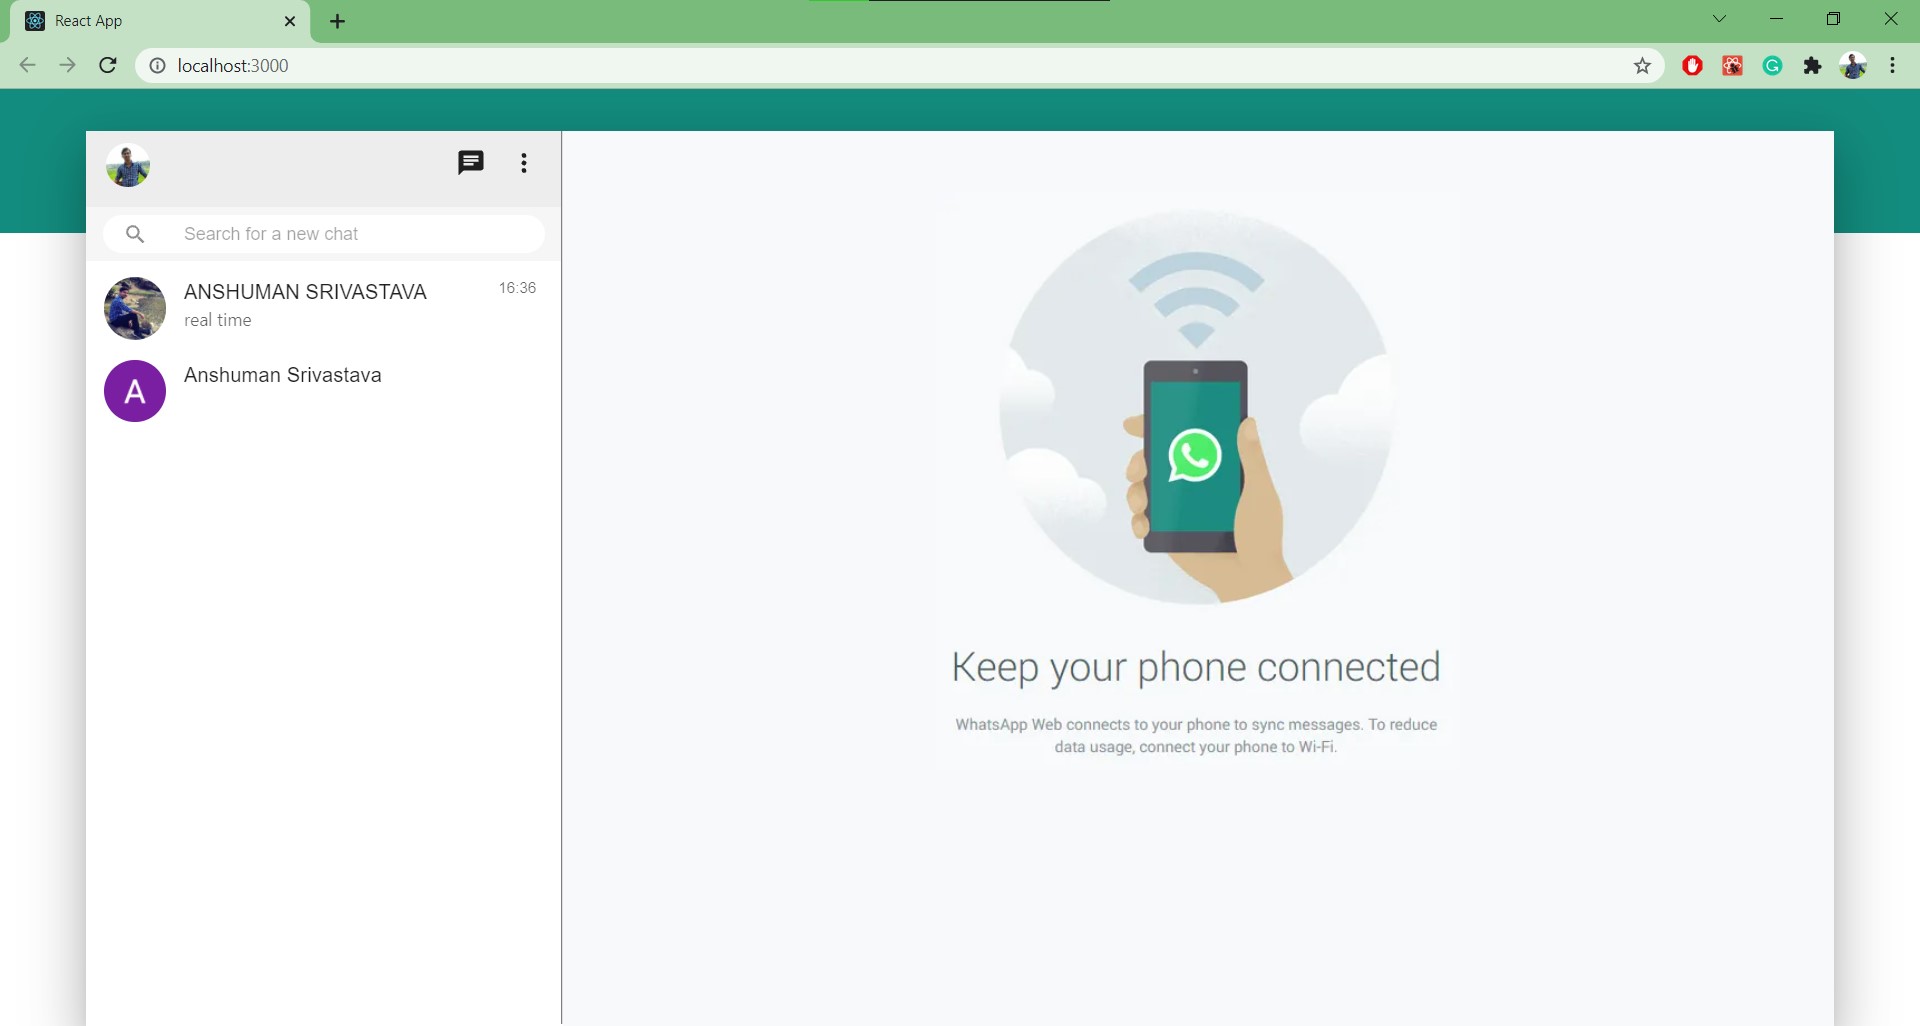 React App
localhost:3000
Search for a new chat
ANSHUMAN SRIVASTAVA
16:36
real time
A
Anshuman Srivastava
Keep your phone connected
WhatsApp Web connects to your phone to sync messages. To reduce
data usage, connect your phone to Wi-Fi.